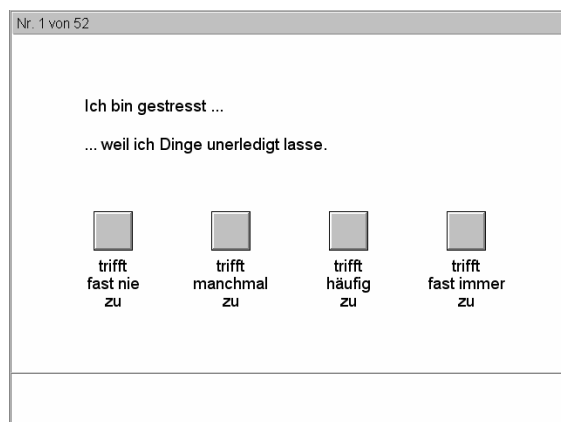 Nr. 1 von 52
Ich bin gestresst ...
... weil ich Dinge unerledigt lasse.
trifft
fast nie
zu
trifft
manchmal
zu
trifft
häufig
zu
trifft
fast immer
zu